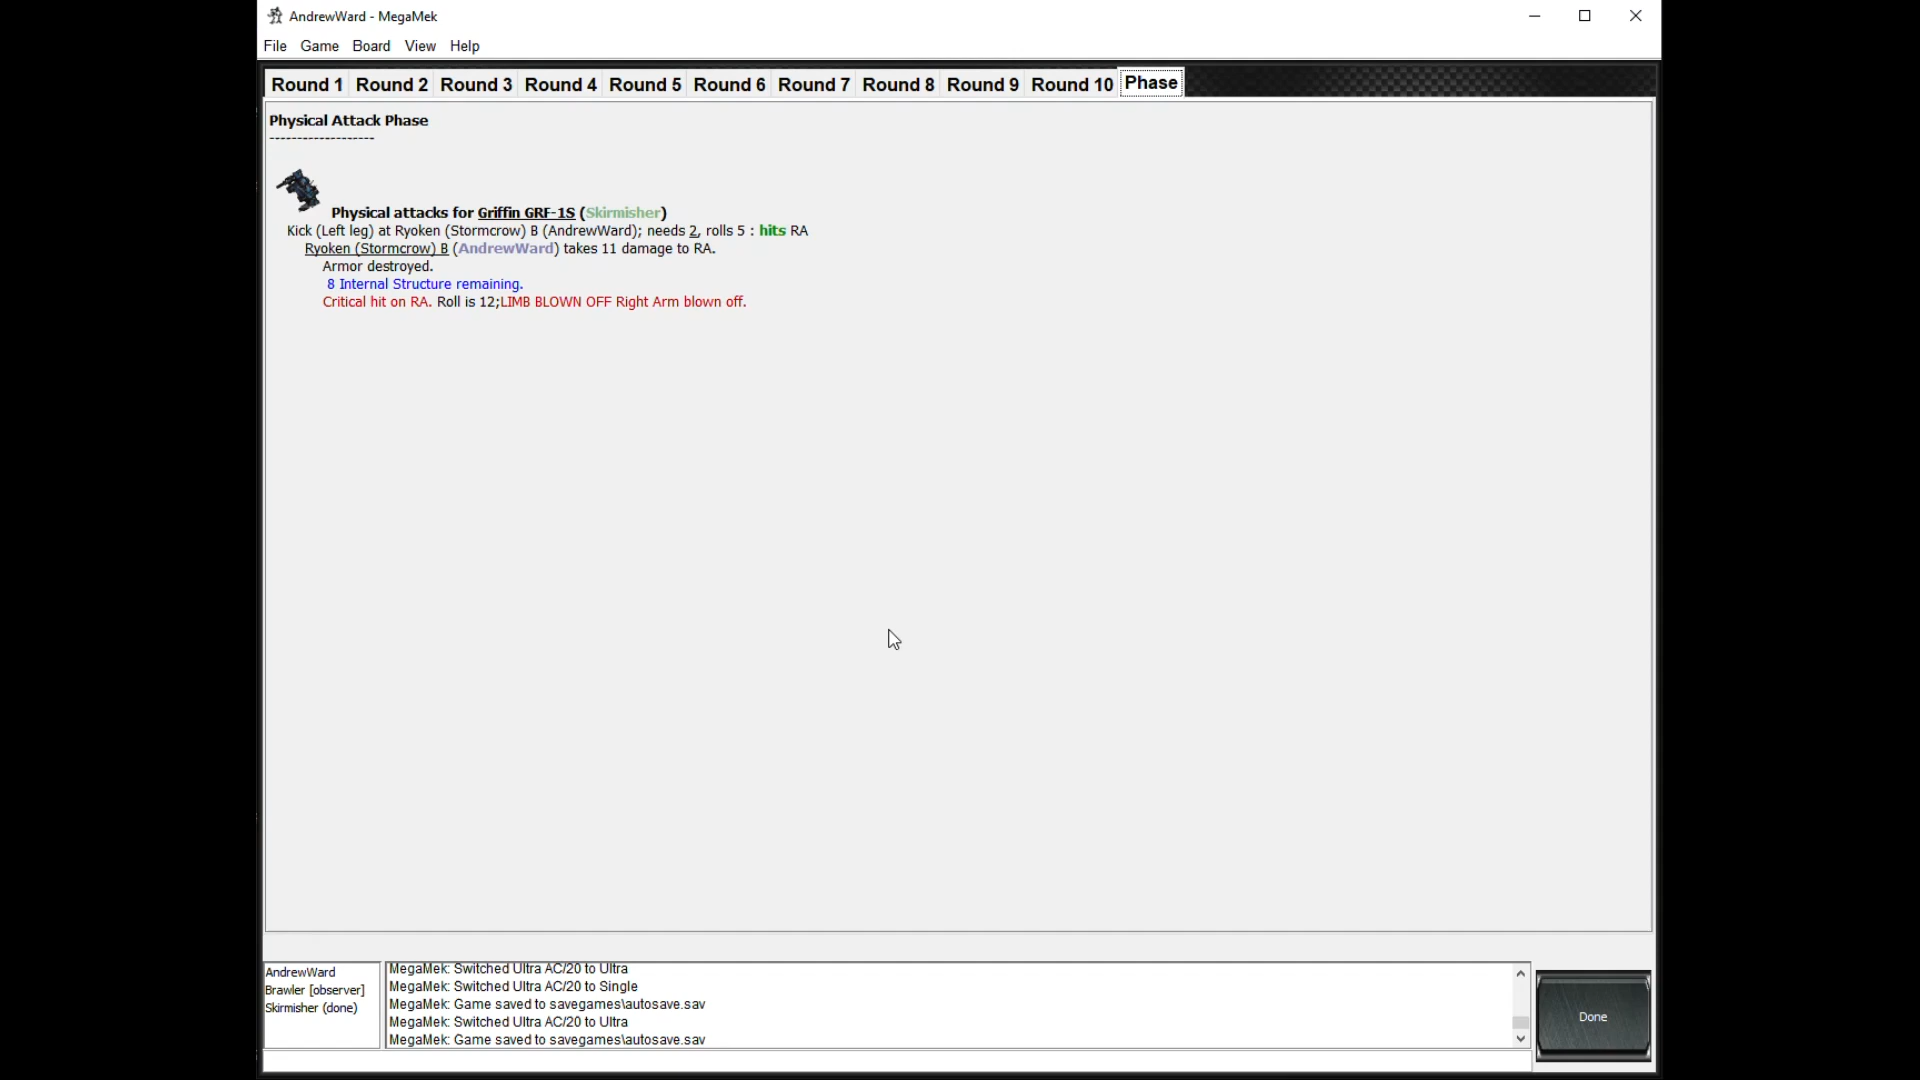 AndrewWard - MegaMek
File Game Board View Help
Round 1 Round 2 Round 3 Round 4 Round 5 Round 6 Round 7 Round 8 Round 9 Round 10 Phase
Physical Attack Phase
-------------------
Physical attacks for Griffin GRF-1S (Skirmisher)
Kick (Left leg) at Ryoken (Stormcrow) B (AndrewWard); needs 2, rolls 5 : hits RA
Ryoken (Stormcrow) B (AndrewWard) takes 11 damage to RA.
Armor destroyed.
8 Internal Structure remaining.
Critical hit on RA. Roll is 12;LIMB BLOWN OFF Right Arm blown off.
AndrewWard
Brawler [observer]
Skirmisher (done)
MegaMek: Switched Ultra AC/20 to Ultra
MegaMek: Switched Ultra AC/20 to Single
MegaMek: Game saved to savegames\autosave.sav
MegaMek: Switched Ultra AC/20 to Ultra
MegaMek: Game saved to savegames\autosave.sav
Done